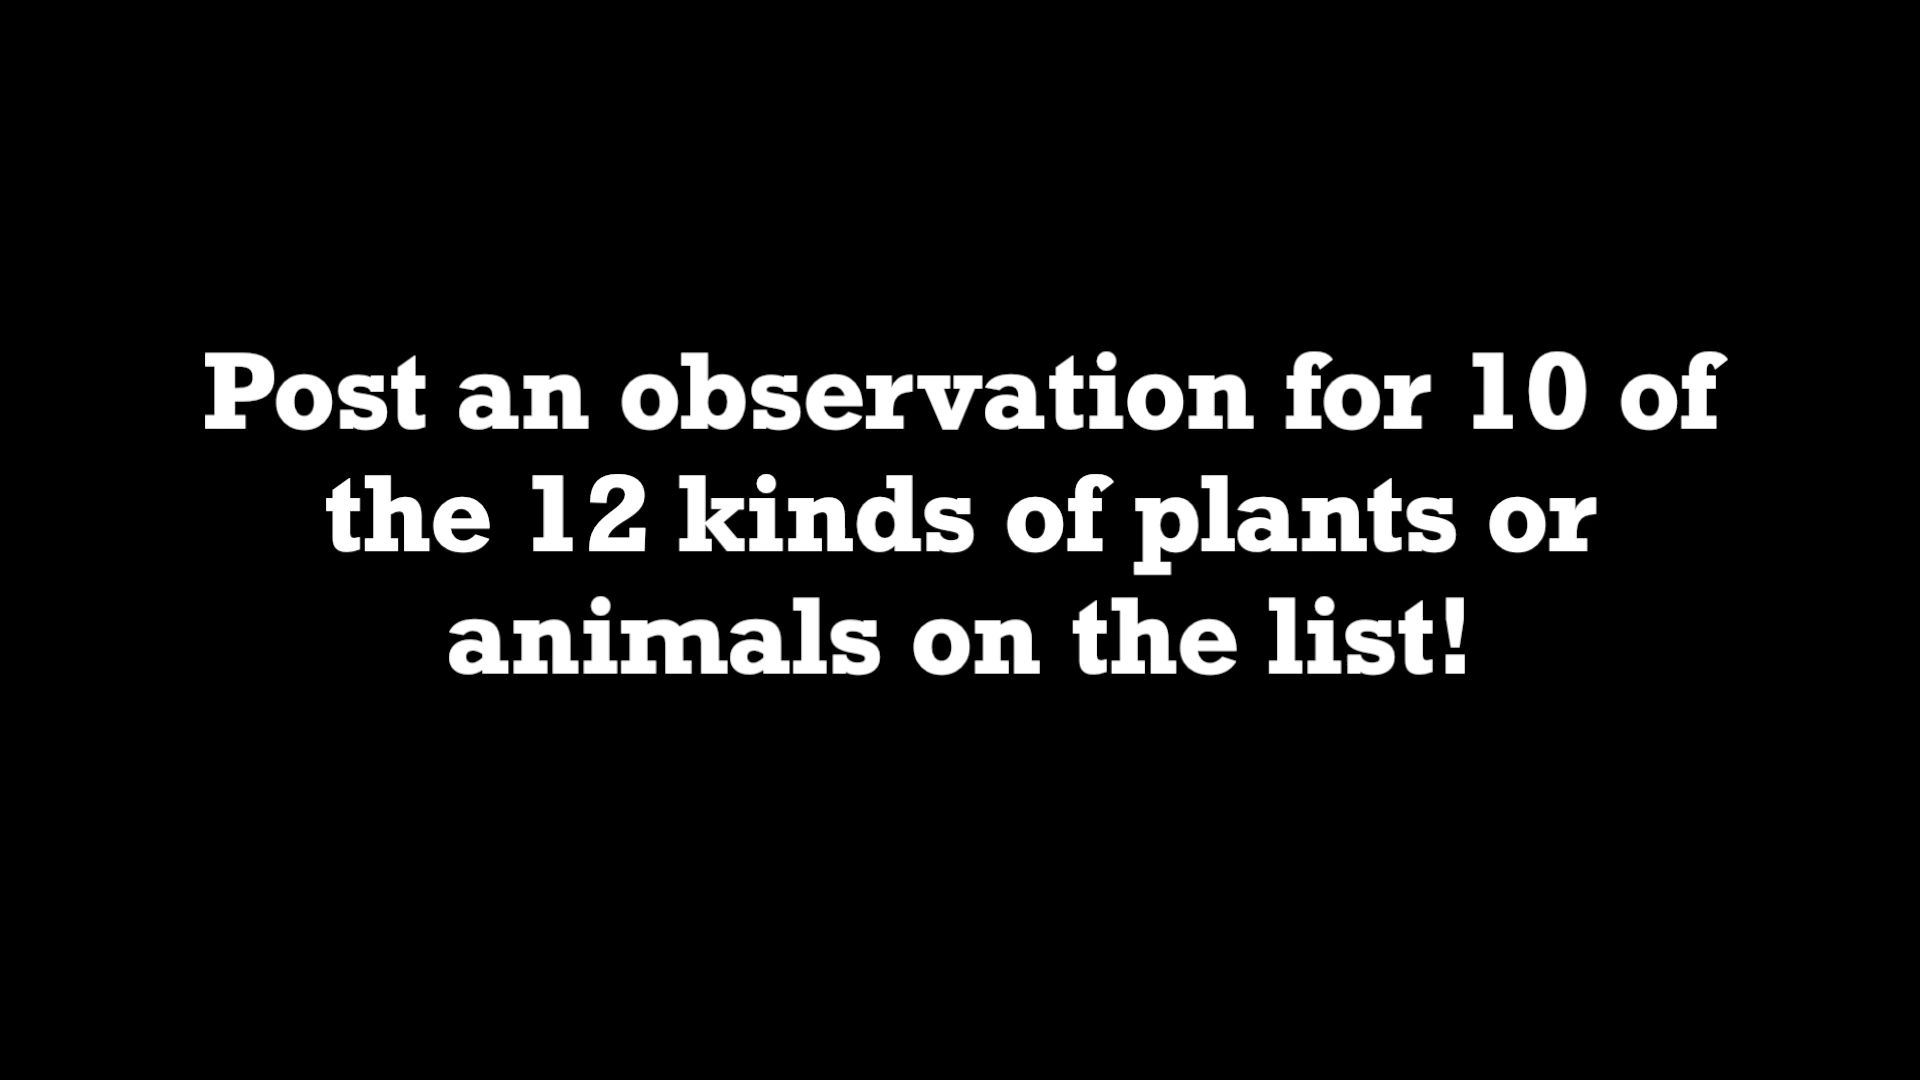 Post an observation for 10 of
the 12 kinds of plants or
animals on the list!